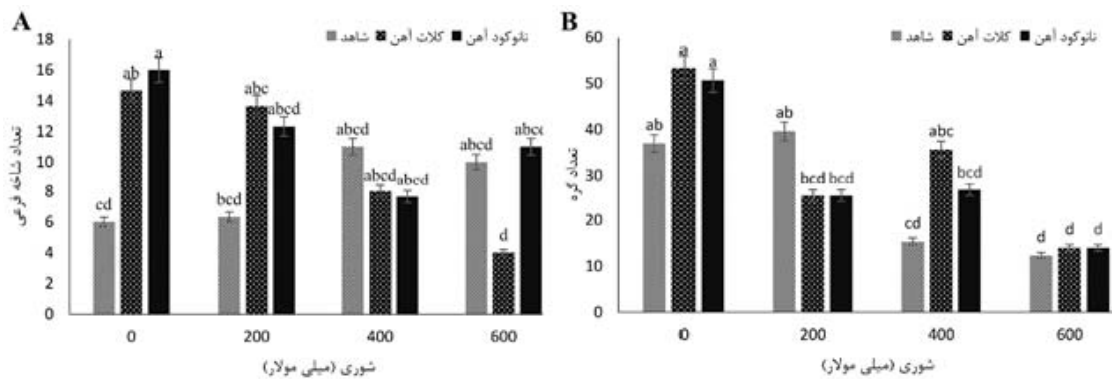 A
شاهد کلات آهن نانوکود آهن
تعداد شاخه فرعی
18
16
14
12
10
8
6
4
2
0
cd ab a
bcd abc abcd
abcd abcd abcd
abcd d abcd
0 200 400 600
شوری (میلی مولار)
B
شاهد کلات آهن نانوکود آهن
تعداد گره
60
50
40
30
20
10
0
ab a a
ab bcd bcd
cd abc bcd
d d d
0 200 400 600
شوری (میلی مولار)